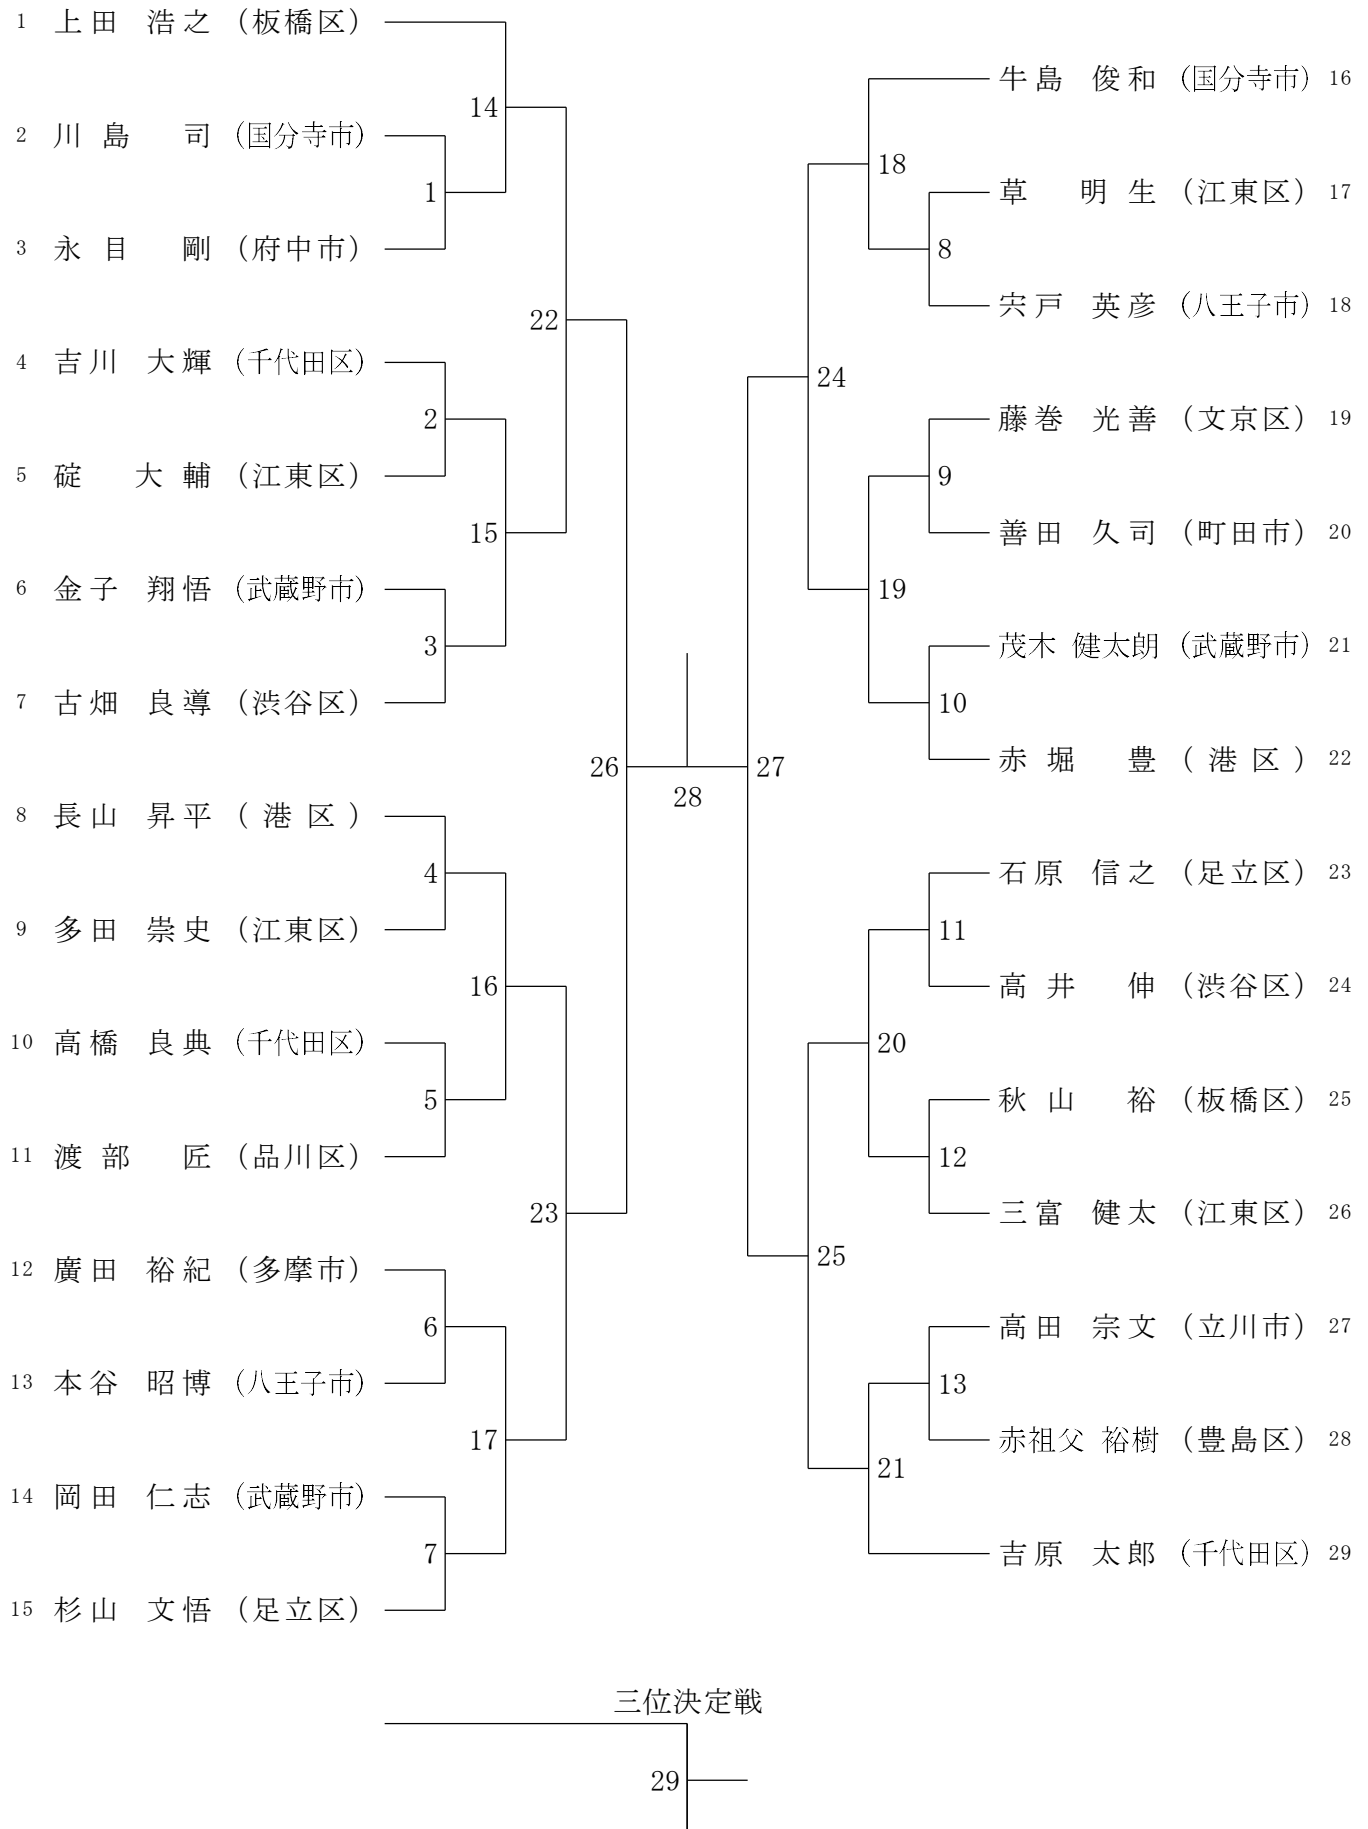 1 上田 浩之 (板橋区)
2 川島 司 (国分寺市)
3 永目 剛 (府中市)
4 吉川 大輝 (千代田区)
5 碇 大輔 (江東区)
6 金子 翔悟 (武蔵野市)
7 古畑 良導 (渋谷区)
8 長山 昇平 (港区)
9 多田 崇史 (江東区)
10 高橋 良典 (千代田区)
11 渡部 匠 (品川区)
12 廣田 裕紀 (多摩市)
13 本谷 昭博 (八王子市)
14 岡田 仁志 (武蔵野市)
15 杉山 文悟 (足立区)
1
2
3
4
5
6
7
14
15
16
17
22
23
26
28
27
24
25
18
19
20
21
8
9
10
11
12
13
牛島 俊和 (国分寺市) 16
草 明生 (江東区) 17
宍戸 英彦 (八王子市) 18
藤巻 光善 (文京区) 19
善田 久司 (町田市) 20
茂木 健太朗 (武蔵野市) 21
赤堀 豊 (港区) 22
石原 信之 (足立区) 23
高井 伸 (渋谷区) 24
秋山 裕 (板橋区) 25
三富 健太 (江東区) 26
高田 宗文 (立川市) 27
赤祖父 裕樹 (豊島区) 28
吉原 太郎 (千代田区) 29
三位決定戦
29